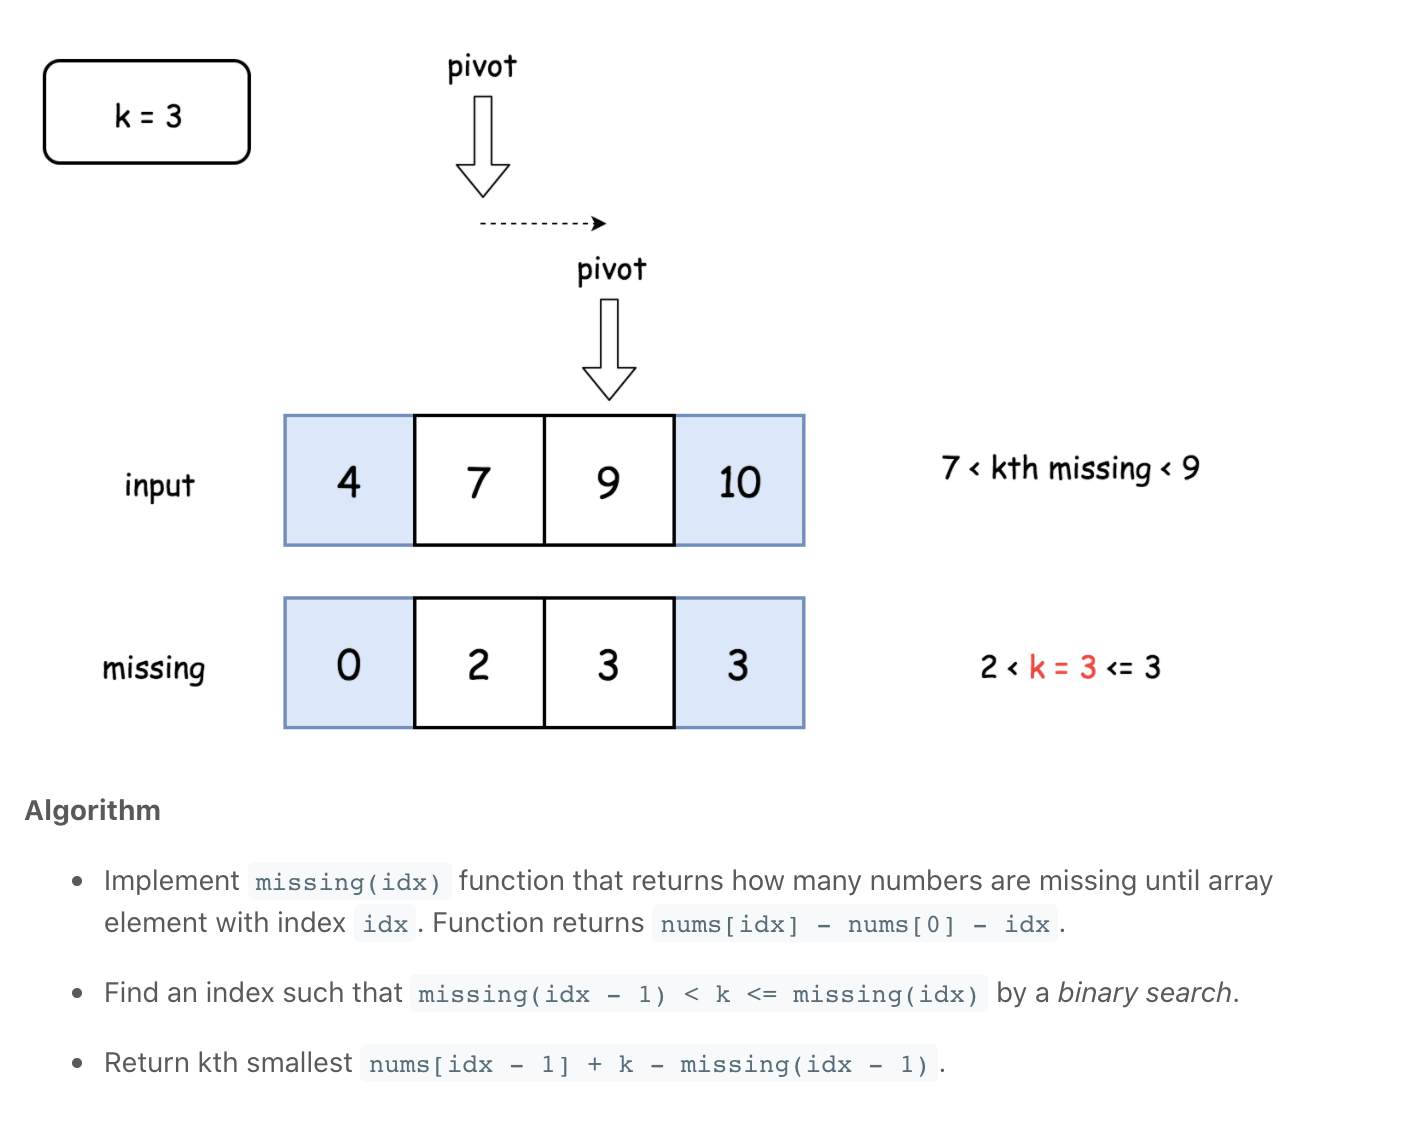 pivot
k = 3
pivot
input 4 7 9 10 7 < kth missing < 9
missing 0 2 3 3 2 < k = 3 <= 3
Algorithm
• Implement missing(idx) function that returns how many numbers are missing until array
element with index idx. Function returns nums[idx] - nums[0] - idx.
• Find an index such that missing(idx - 1) < k <= missing(idx) by a binary search.
• Return kth smallest nums[idx - 1] + k - missing(idx - 1).